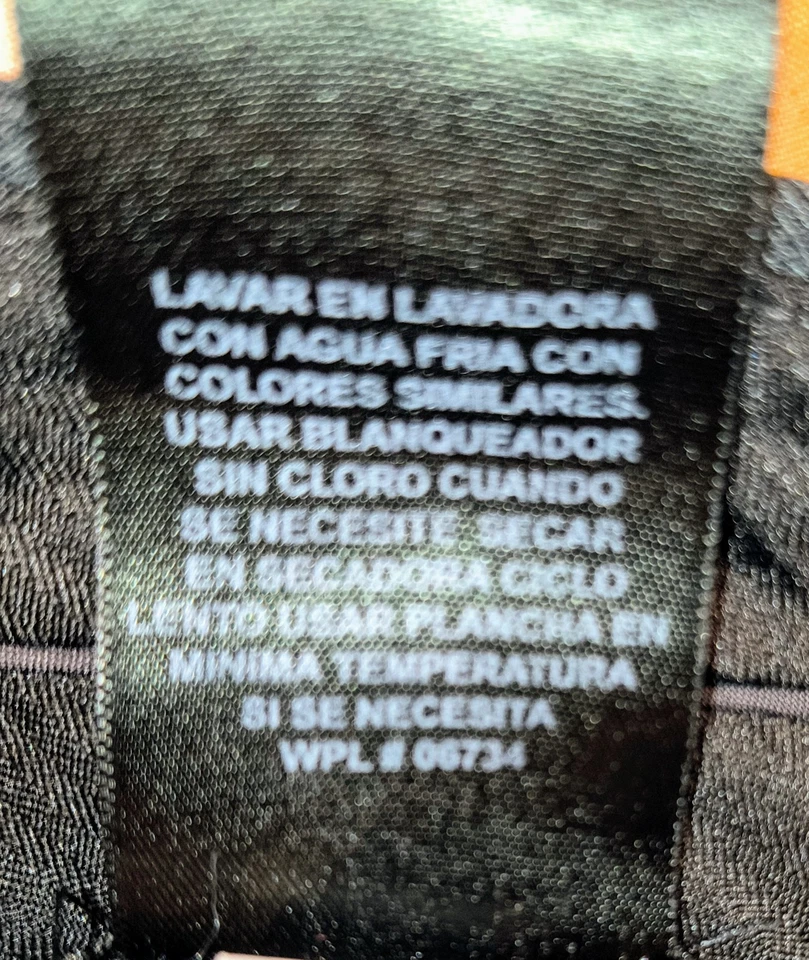 LAVAR EN LAVADORA
CON AGUA FRIA CON
COLORES SIMILARES.
USAR BLANQUEADOR
SIN CLORO CUANDO
SE NECESITE SECAR
EN SECADORA CICLO
LENTO USAR PLANCHA EN
MINIMA TEMPERATURA
SI SE NECESITA
WPL # 06734